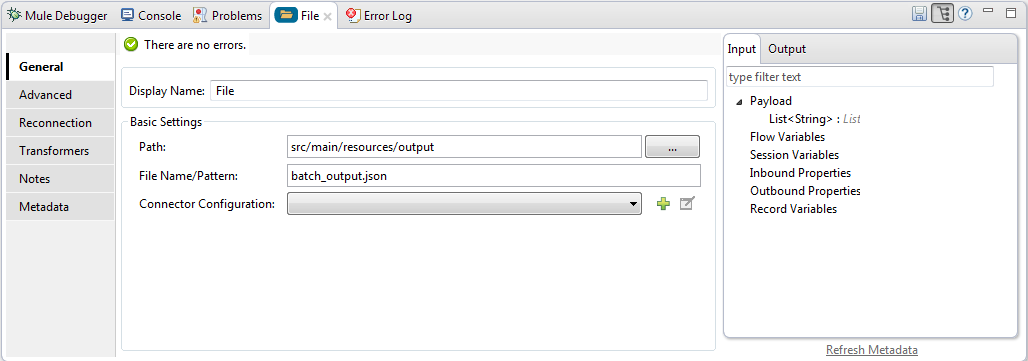 Mule Debugger Console Problems File Error Log
There are no errors.
General
Advanced
Reconnection
Transformers
Notes
Metadata
Display Name: File
Basic Settings
Path: src/main/resources/output ...
File Name/Pattern: batch_output.json
Connector Configuration:
Input Output
type filter text
Payload
List<String> : List
Flow Variables
Session Variables
Inbound Properties
Outbound Properties
Record Variables
Refresh Metadata